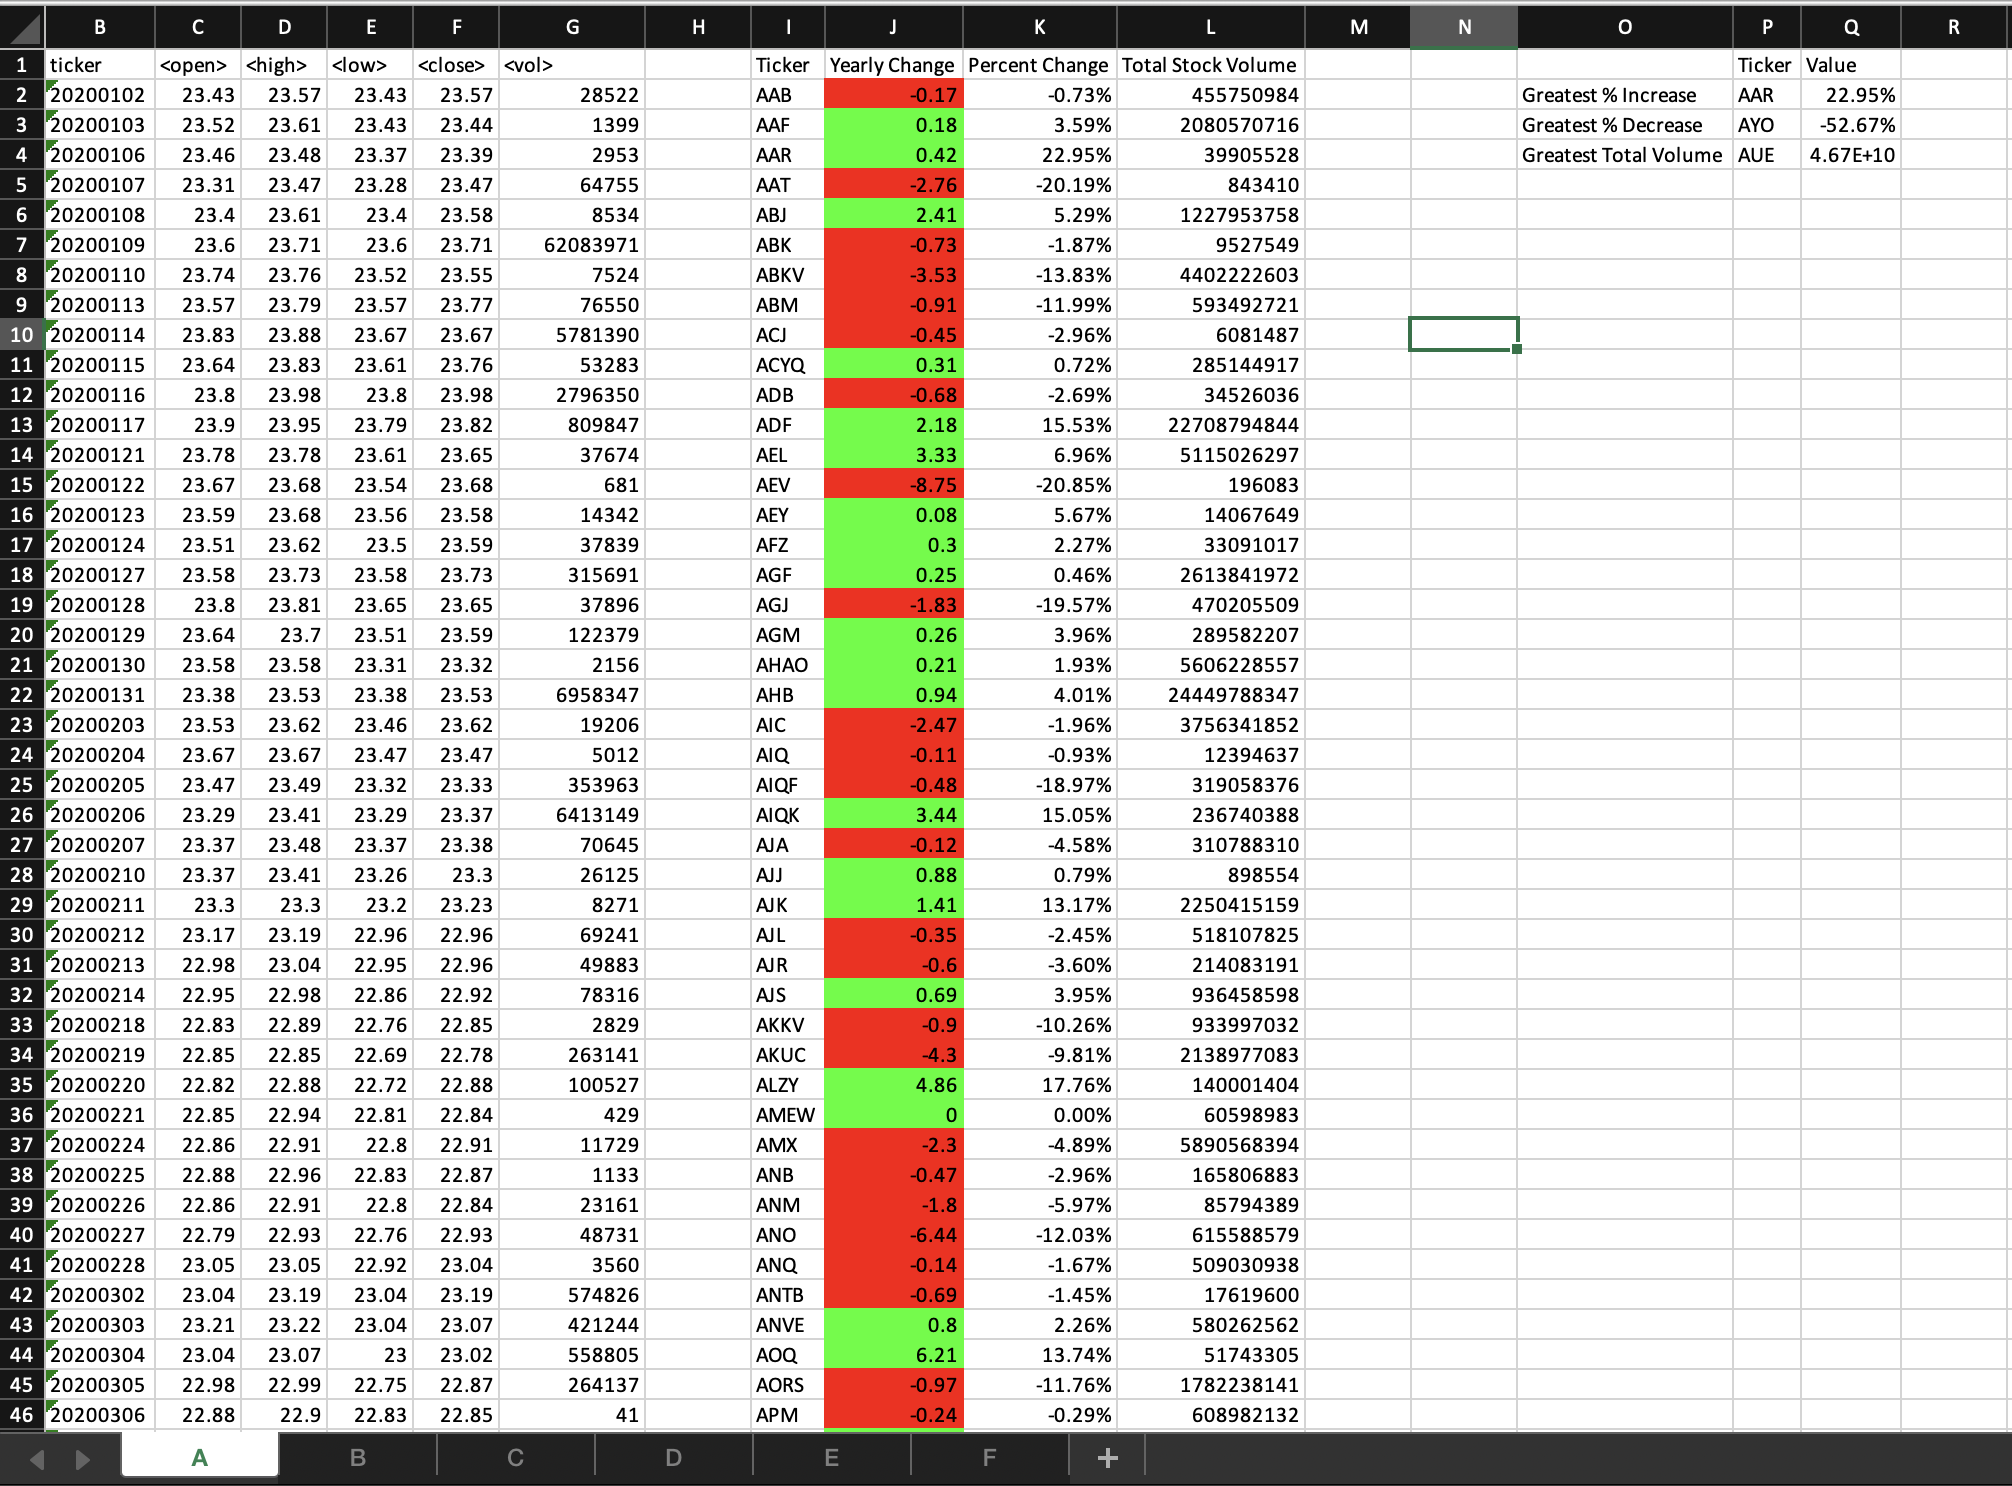 B C D E F G H I J K L M N O P Q R
1 ticker <open> <high> <low> <close> <vol> Ticker Yearly Change Percent Change Total Stock Volume Ticker Value
2 20200102 23.43 23.57 23.43 23.57 28522 AAB -0.17 -0.73% 455750984 Greatest % Increase AAR 22.95%
3 20200103 23.52 23.61 23.43 23.44 1399 AAF 0.18 3.59% 2080570716 Greatest % Decrease AYO -52.67%
4 20200106 23.46 23.48 23.37 23.39 2953 AAR 0.42 22.95% 39905528 Greatest Total Volume AUE 4.67E+10
5 20200107 23.31 23.47 23.28 23.47 64755 AAT -2.76 -20.19% 843410
6 20200108 23.4 23.61 23.4 23.58 8534 ABJ 2.41 5.29% 1227953758
7 20200109 23.6 23.71 23.6 23.71 62083971 ABK -0.73 -1.87% 9527549
8 20200110 23.74 23.76 23.52 23.55 7524 ABKV -3.53 -13.83% 4402222603
9 20200113 23.57 23.79 23.57 23.77 76550 ABM -0.91 -11.99% 593492721
10 20200114 23.83 23.88 23.67 23.67 5781390 ACJ -0.45 -2.96% 6081487
11 20200115 23.64 23.83 23.61 23.76 53283 ACYQ 0.31 0.72% 285144917
12 20200116 23.8 23.98 23.8 23.98 2796350 ADB -0.68 -2.69% 34526036
13 20200117 23.9 23.95 23.79 23.82 809847 ADF 2.18 15.53% 22708794844
14 20200121 23.78 23.78 23.61 23.65 37674 AEL 3.33 6.96% 5115026297
15 20200122 23.67 23.68 23.54 23.68 681 AEV -8.75 -20.85% 196083
16 20200123 23.59 23.68 23.56 23.58 14342 AEY 0.08 5.67% 14067649
17 20200124 23.51 23.62 23.5 23.59 37839 AFZ 0.3 2.27% 33091017
18 20200127 23.58 23.73 23.58 23.73 315691 AGF 0.25 0.46% 2613841972
19 20200128 23.8 23.81 23.65 23.65 37896 AGJ -1.83 -19.57% 470205509
20 20200129 23.64 23.7 23.51 23.59 122379 AGM 0.26 3.96% 289582207
21 20200130 23.58 23.58 23.31 23.32 2156 AHAO 0.21 1.93% 5606228557
22 20200131 23.38 23.53 23.38 23.53 6958347 AHB 0.94 4.01% 24449788347
23 20200203 23.53 23.62 23.46 23.62 19206 AIC -2.47 -1.96% 3756341852
24 20200204 23.67 23.67 23.47 23.47 5012 AIQ -0.11 -0.93% 12394637
25 20200205 23.47 23.49 23.32 23.33 353963 AIQF -0.48 -18.97% 319058376
26 20200206 23.29 23.41 23.29 23.37 6413149 AIQK 3.44 15.05% 236740388
27 20200207 23.37 23.48 23.37 23.38 70645 AJA -0.12 -4.58% 310788310
28 20200210 23.37 23.41 23.26 23.3 26125 AJJ 0.88 0.79% 898554
29 20200211 23.3 23.3 23.2 23.23 8271 AJK 1.41 13.17% 2250415159
30 20200212 23.17 23.19 22.96 22.96 69241 AJL -0.35 -2.45% 518107825
31 20200213 22.98 23.04 22.95 22.96 49883 AJR -0.6 -3.60% 214083191
32 20200214 22.95 22.98 22.86 22.92 78316 AJS 0.69 3.95% 936458598
33 20200218 22.83 22.89 22.76 22.85 2829 AKKV -0.9 -10.26% 933997032
34 20200219 22.85 22.85 22.69 22.78 263141 AKUC -4.3 -9.81% 2138977083
35 20200220 22.82 22.88 22.72 22.88 100527 ALZY 4.86 17.76% 140001404
36 20200221 22.85 22.94 22.81 22.84 429 AMEW 0 0.00% 60598983
37 20200224 22.86 22.91 22.8 22.91 11729 AMX -2.3 -4.89% 5890568394
38 20200225 22.88 22.96 22.83 22.87 1133 ANB -0.47 -2.96% 165806883
39 20200226 22.86 22.91 22.8 22.84 23161 ANM -1.8 -5.97% 85794389
40 20200227 22.79 22.93 22.76 22.93 48731 ANO -6.44 -12.03% 615588579
41 20200228 23.05 23.05 22.92 23.04 3560 ANQ -0.14 -1.67% 509030938
42 20200302 23.04 23.19 23.04 23.19 574826 ANTB -0.69 -1.45% 17619600
43 20200303 23.21 23.22 23.04 23.07 421244 ANVE 0.8 2.26% 580262562
44 20200304 23.04 23.07 23 23.02 558805 AOQ 6.21 13.74% 51743305
45 20200305 22.98 22.99 22.75 22.87 264137 AORS -0.97 -11.76% 1782238141
46 20200306 22.88 22.9 22.83 22.85 41 APM -0.24 -0.29% 608982132
A B C D E F +